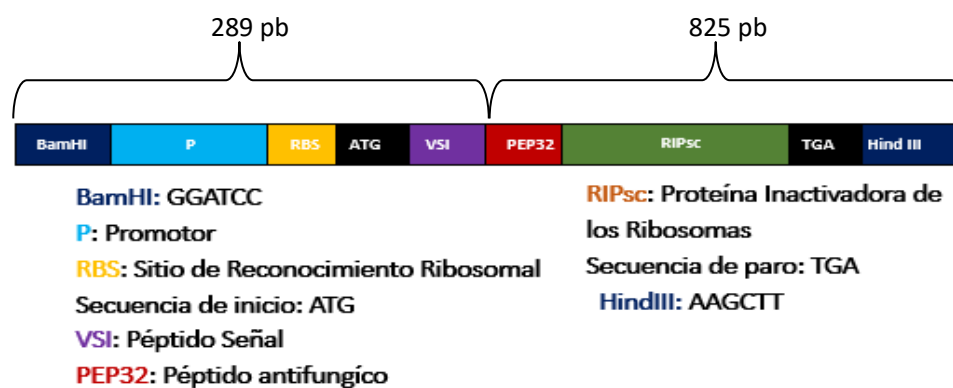 289 pb 825 pb
BamHI P RBS ATG VSI PEP32 RIPsc TGA Hind III
BamHI: GGATCC
P: Promotor
RBS: Sitio de Reconocimiento Ribosomal
Secuencia de inicio: ATG
VSI: Péptido Señal
PEP32: Péptido antifungíco
RIPsc: Proteína Inactivadora de
los Ribosomas
Secuencia de paro: TGA
HindIII: AAGCTT